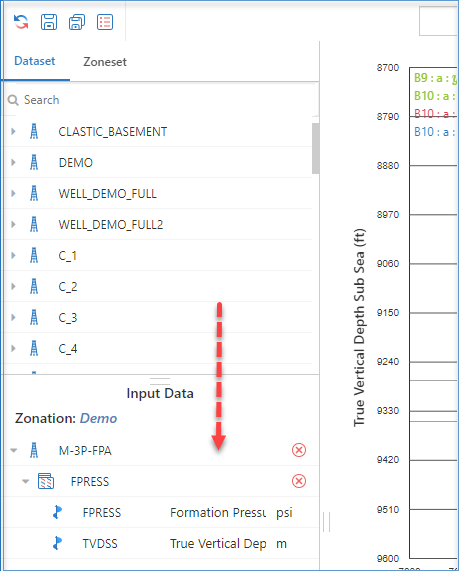 Dataset
Zoneset
Search
CLASTIC_BASEMENT
DEMO
WELL_DEMO_FULL
WELL_DEMO_FULL2
C_1
C_2
C_3
C_4
Input Data
Zonation: Demo
M-3P-FPA
FPRESS
FPRESS Formation Pressu psi
TVDSS True Vertical Dep m
True Vertical Depth Sub Sea (ft)
8700
8790
8880
8970
9060
9150
9240
9330
9420
9510
9600
B9 : a :
B10 : a :
B10 : a :
B10 : a :